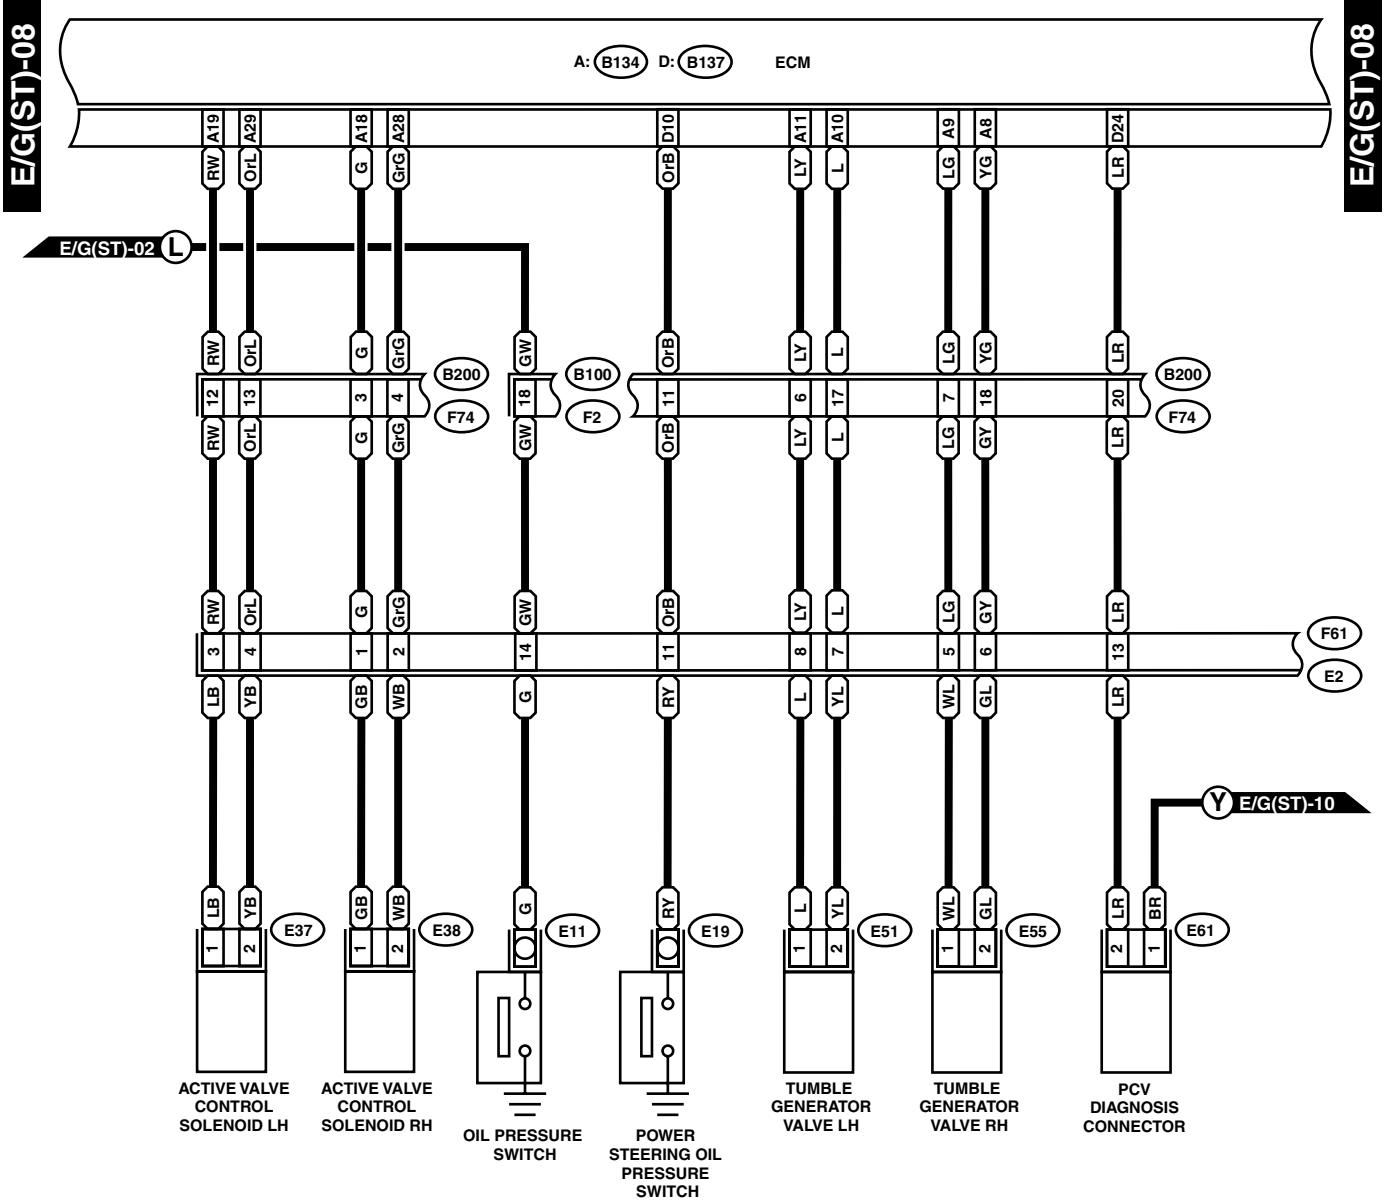 E/G(ST)-08
E/G(ST)-08
A: B134 D: B137 ECM
A19 A29 A18 A28 D10 A11 A10 A9 A8 D24
RW OrL G GrG OrB LY L LG YG LR
E/G(ST)-02 L
RW OrL G GrG GW OrB LY L LG YG LR
B200 B100 B200
12 13 3 4 18 11 6 17 7 18 20
F74 F2 F74
RW OrL G GrG GW OrB LY L LG GY LR
RW OrL G GrG GW OrB LY L LG GY LR
F61
3 4 1 2 14 11 8 7 5 6 13
E2
LB YB GB WB G RY L YL WL GL LR
Y E/G(ST)-10
LB YB GB WB G RY L YL WL GL LR BR
E37 E38 E11 E19 E51 E55 E61
1 2 1 2 1 2 1 2 2 1
ACTIVE VALVE
CONTROL
SOLENOID LH
ACTIVE VALVE
CONTROL
SOLENOID RH
OIL PRESSURE
SWITCH
POWER
STEERING OIL
PRESSURE
SWITCH
TUMBLE
GENERATOR
VALVE LH
TUMBLE
GENERATOR
VALVE RH
PCV
DIAGNOSIS
CONNECTOR